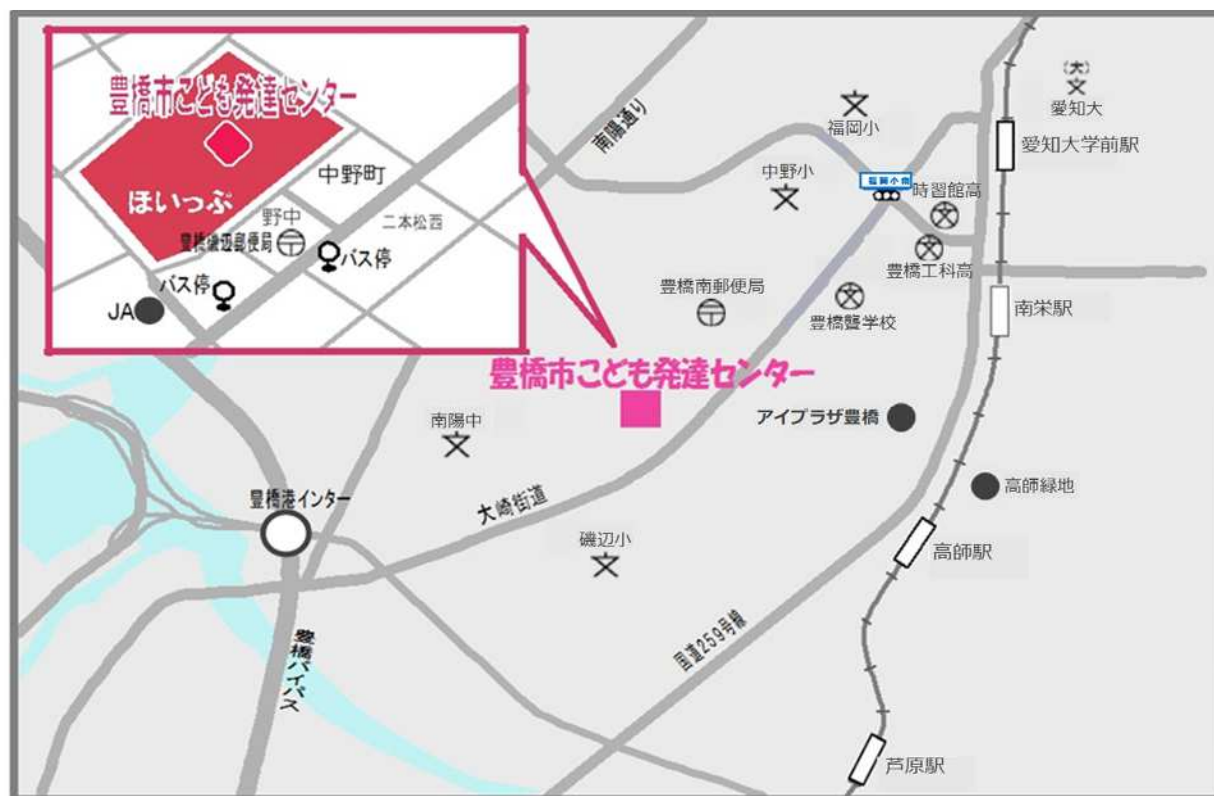 豊橋市こども発達センター
ほいっぷ
中野町
野中
豊橋磯辺郵便局
二本松西
バス停
バス停
JA
南陽通り
福岡小
中野小
福岡小南
時習館高
豊橋工科高
(大)
愛知大
愛知大学前駅
豊橋南郵便局
豊橋聾学校
南栄駅
豊橋市こども発達センター
アイプラザ豊橋
南陽中
高師緑地
豊橋港インター
大崎街道
磯辺小
高師駅
国道259号線
豊橋バイパス
芦原駅